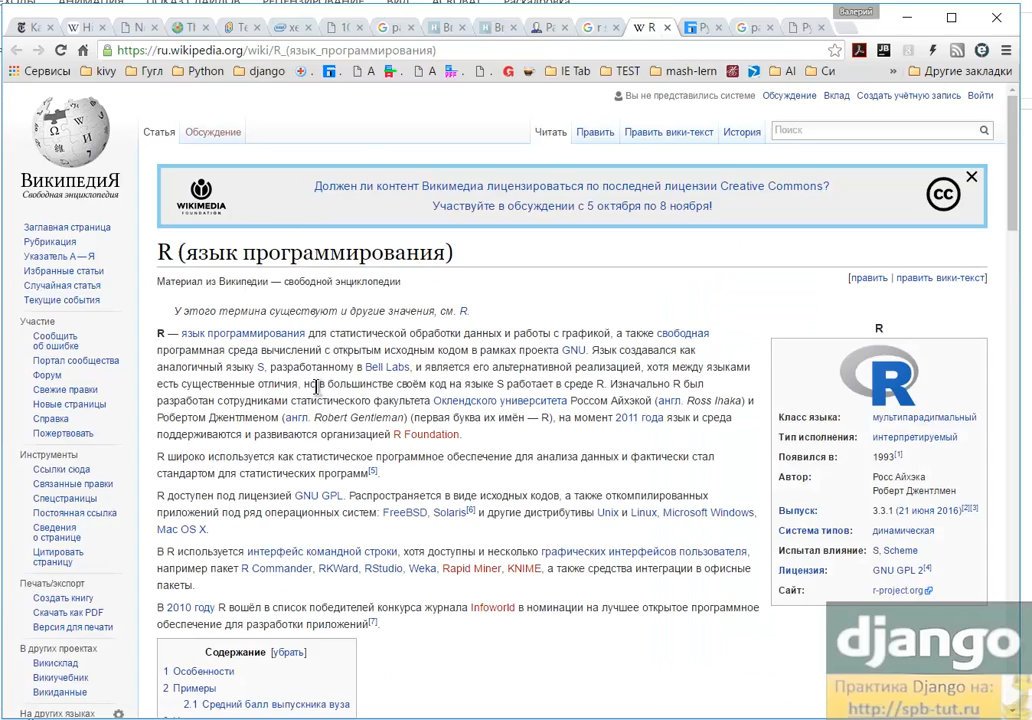 Валерий
https://ru.wikipedia.org/wiki/R_(язык_программирования)
Сервисы kivy Гугл Python django A A IE Tab TEST mash-lern AI Си » Другие закладки
Вы не представились системе Обсуждение Вклад Создать учётную запись Войти
Статья Обсуждение Читать Править Править вики-текст История Поиск
ВикипедиЯ
Свободная энциклопедия
Заглавная страница
Рубрикация
Указатель А — Я
Избранные статьи
Случайная статья
Текущие события
Участие
Сообщить
об ошибке
Портал сообщества
Форум
Свежие правки
Новые страницы
Справка
Пожертвовать
Инструменты
Ссылки сюда
Связанные правки
Спецстраницы
Постоянная ссылка
Сведения
о странице
Цитировать
страницу
Печать/экспорт
Создать книгу
Скачать как PDF
Версия для печати
В других проектах
Викисклад
Викиучебник
Викиданные
На других языках
WIKIMEDIA
FOUNDATION
Должен ли контент Викимедиа лицензироваться по последней лицензии Creative Commons?
Участвуйте в обсуждении с 5 октября по 8 ноября!
cc
R (язык программирования)
Материал из Википедии — свободной энциклопедии
[править | править вики-текст]
У этого термина существуют и другие значения, см. R.
R — язык программирования для статистической обработки данных и работы с графикой, а также свободная
программная среда вычислений с открытым исходным кодом в рамках проекта GNU. Язык создавался как
аналогичный языку S, разработанному в Bell Labs, и является его альтернативной реализацией, хотя между языками
есть существенные отличия, но в большинстве своём код на языке S работает в среде R. Изначально R был
разработан сотрудниками статистического факультета Оклендского университета Россом Айхэкой (англ. Ross Ihaka) и
Робертом Джентлменом (англ. Robert Gentleman) (первая буква их имён — R), на момент 2011 года язык и среда
поддерживаются и развиваются организацией R Foundation.
R широко используется как статистическое программное обеспечение для анализа данных и фактически стал
стандартом для статистических программ[5].
R доступен под лицензией GNU GPL. Распространяется в виде исходных кодов, а также откомпилированных
приложений под ряд операционных систем: FreeBSD, Solaris[6] и другие дистрибутивы Unix и Linux, Microsoft Windows,
Mac OS X.
В R используется интерфейс командной строки, хотя доступны и несколько графических интерфейсов пользователя,
например пакет R Commander, RKWard, RStudio, Weka, Rapid Miner, KNIME, а также средства интеграции в офисные
пакеты.
В 2010 году R вошёл в список победителей конкурса журнала Infoworld в номинации на лучшее открытое программное
обеспечение для разработки приложений[7].
Содержание [убрать]
1 Особенности
2 Примеры
2.1 Средний балл выпускника вуза
R
R
Класс языка: мультипарадигмальный
Тип исполнения: интерпретируемый
Появился в: 1993[1]
Автор: Росс Айхэка
Роберт Джентлмен
Выпуск: 3.3.1 (21 июня 2016)[2][3]
Система типов: динамическая
Испытал влияние: S, Scheme
Лицензия: GNU GPL 2[4]
Сайт: r-project.org
django
Практика Django на:
http://spb-tut.ru